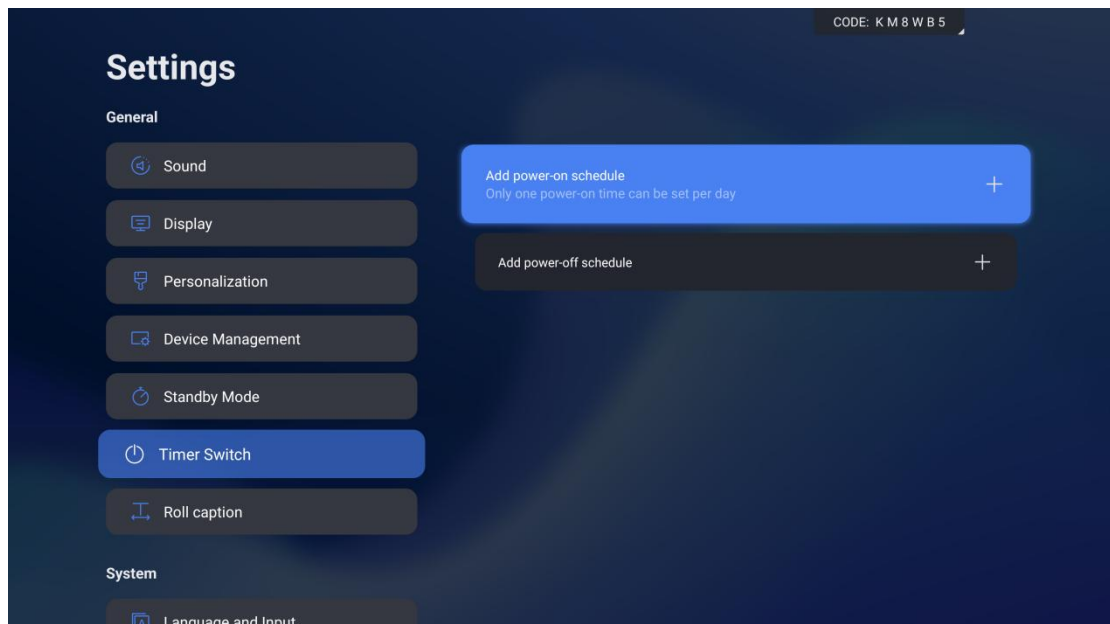 CODE: K M 8 W B 5
Settings
General
Sound
Display
Personalization
Device Management
Standby Mode
Timer Switch
Roll caption
System
Language and Input
Add power-on schedule
Only one power-on time can be set per day
Add power-off schedule